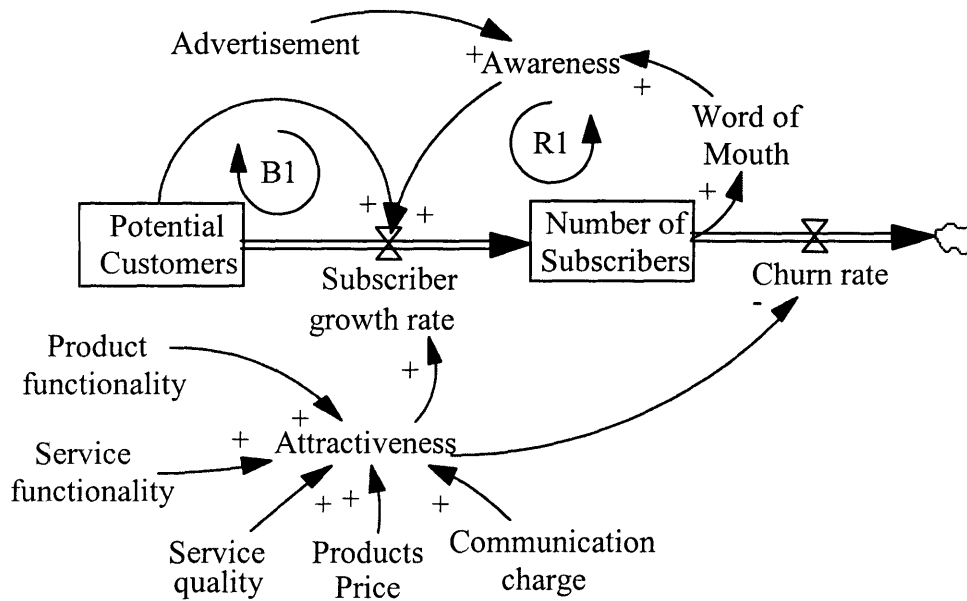 Advertisement
+
Awareness
+
Word of
Mouth
+
B1
R1
+
+
Potential
Customers
Number of
Subscribers
Subscriber
growth rate
Churn rate
-
+
Product
functionality
+
+
Attractiveness
Service
functionality
+
+
+
Service
quality
Products
Price
Communication
charge